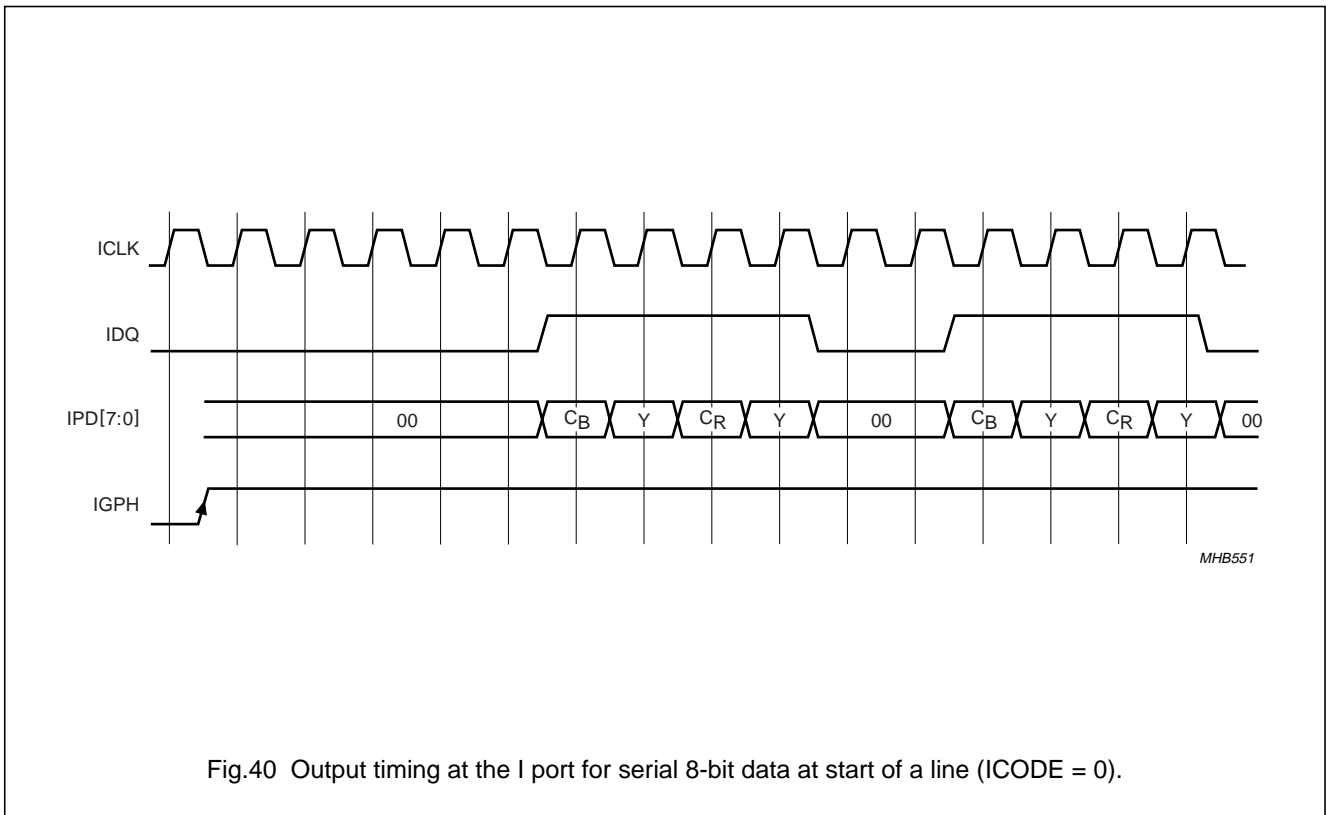 ICLK
IDQ
IPD[7:0]
00 CB Y CR Y 00 CB Y CR Y 00
IGPH
MHB551
Fig.40 Output timing at the I port for serial 8-bit data at start of a line (ICODE = 0).